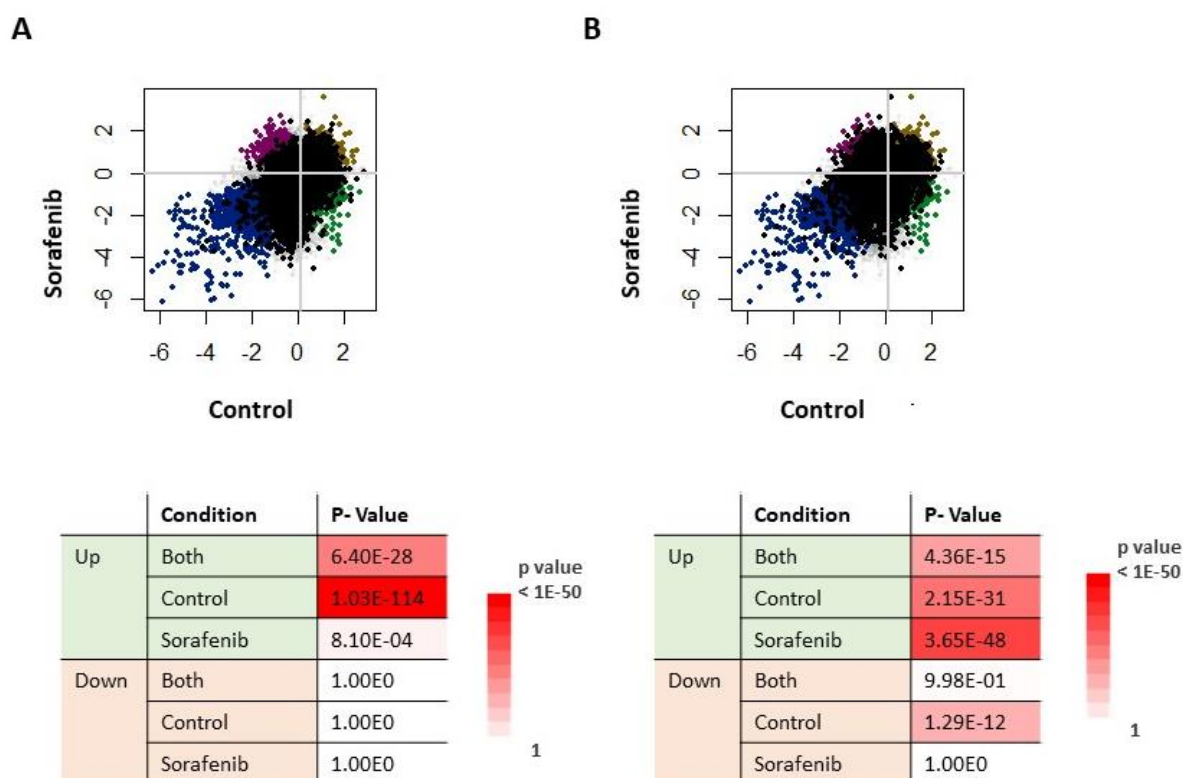 A
2
0
-2
-4
-6
Sorafenib
-6 -4 -2 0 2
Control
Condition P- Value
Up Both 6.40E-28
Control 1.03E-114
Sorafenib 8.10E-04
Down Both 1.00E0
Control 1.00E0
Sorafenib 1.00E0
p value
< 1E-50
1
B
2
0
-2
-4
-6
Sorafenib
-6 -4 -2 0 2
Control
Condition P- Value
Up Both 4.36E-15
Control 2.15E-31
Sorafenib 3.65E-48
Down Both 9.98E-01
Control 1.29E-12
Sorafenib 1.00E0
p value
< 1E-50
1